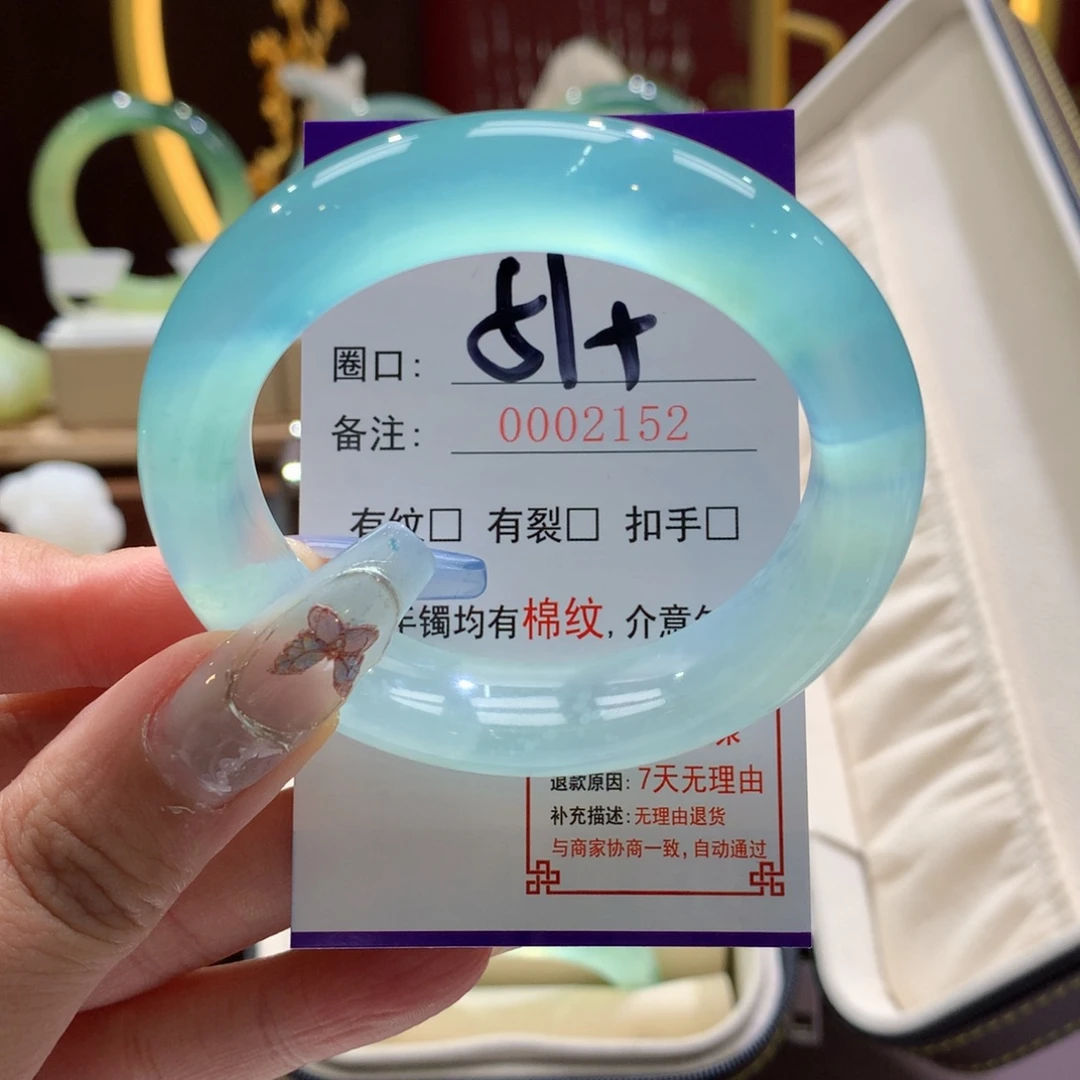 圈口: 51+
备注: 0002152
有纹□ 有裂□ 扣手□
手镯均有棉纹, 介意
退款原因: 7天无理由
补充描述: 无理由退货
与商家协商一致, 自动通过